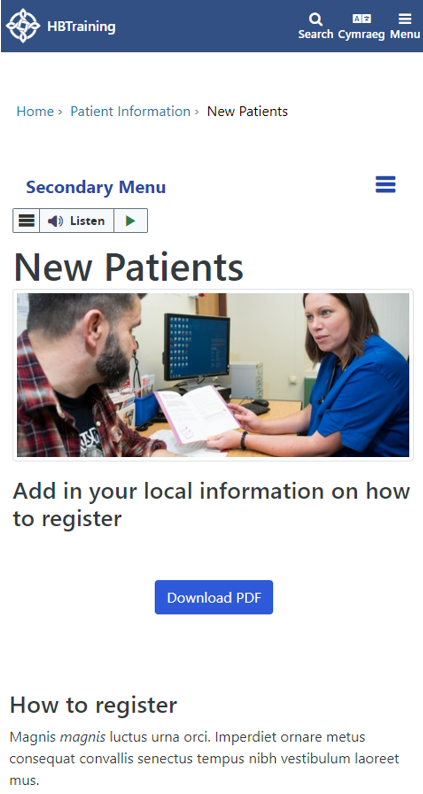 HBTraining
Search Cymraeg Menu
Home › Patient Information › New Patients
Secondary Menu
Listen
New Patients
Add in your local information on how
to register
Download PDF
How to register
Magnis magnis luctus urna orci. Imperdiet ornare metus
consequat convallis senectus tempus nibh vestibulum laoreet
mus.